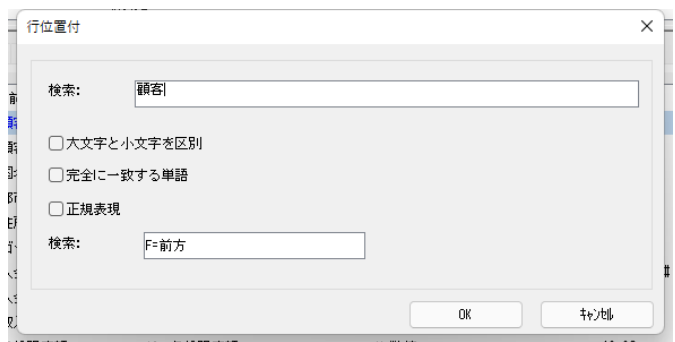 行位置付
検索:
顧客
大文字と小文字を区別
完全に一致する単語
正規表現
検索:
F=前方
OK
ｷｬﾝｾﾙ